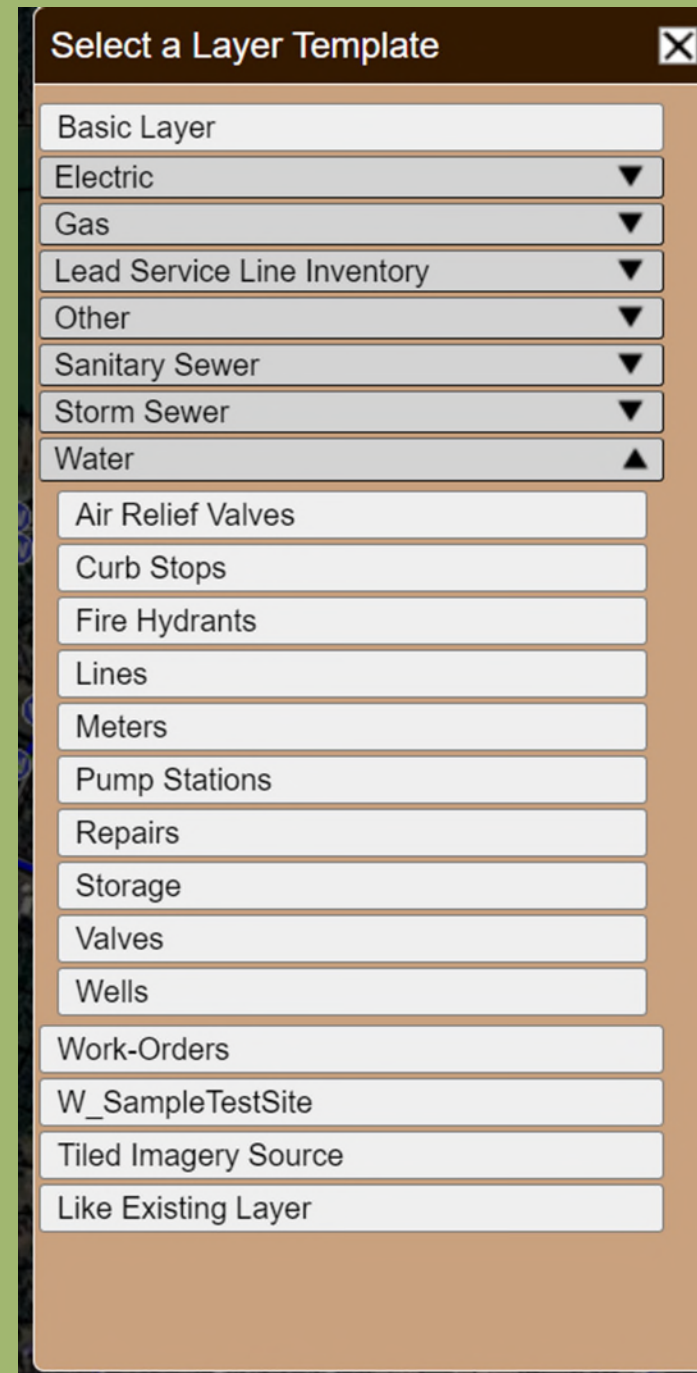 Select a Layer Template
Basic Layer
Electric
Gas
Lead Service Line Inventory
Other
Sanitary Sewer
Storm Sewer
Water
Air Relief Valves
Curb Stops
Fire Hydrants
Lines
Meters
Pump Stations
Repairs
Storage
Valves
Wells
Work-Orders
W_SampleTestSite
Tiled Imagery Source
Like Existing Layer